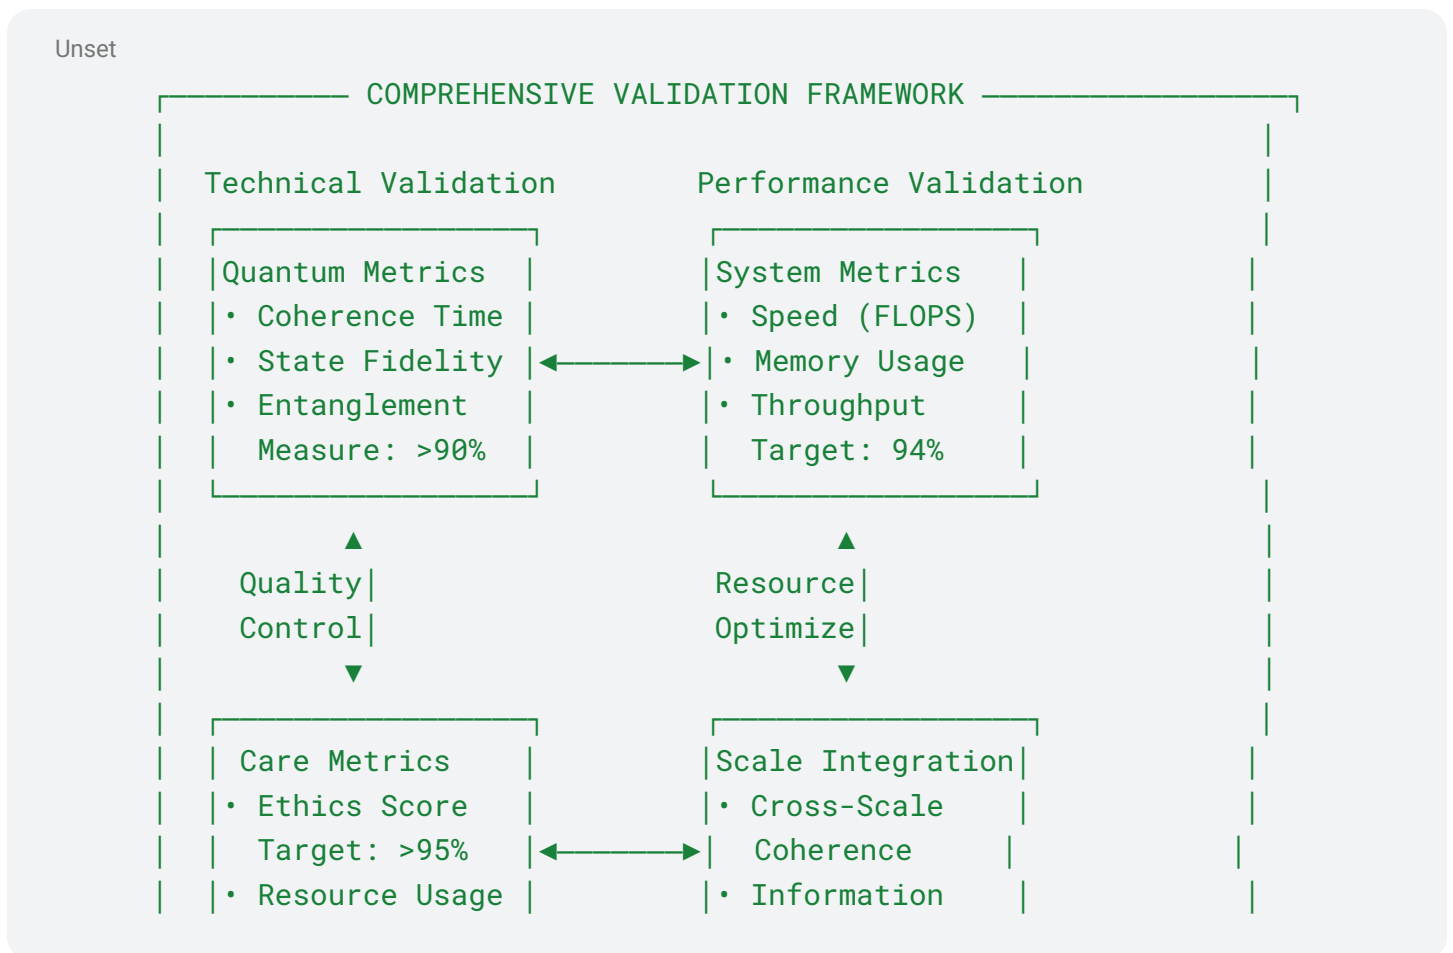 Unset
COMPREHENSIVE VALIDATION FRAMEWORK
Technical Validation Performance Validation
Quantum Metrics System Metrics
• Coherence Time • Speed (FLOPS)
• State Fidelity ◄───────►• Memory Usage
• Entanglement • Throughput
Measure: >90% Target: 94%
▲ ▲
Quality Resource
Control Optimize
▼ ▼
Care Metrics Scale Integration
• Ethics Score • Cross-Scale
Target: >95% ◄───────► Coherence
• Resource Usage • Information